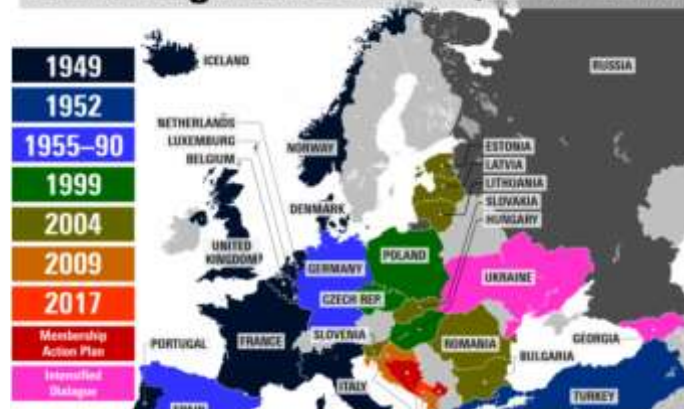 1949
1952
1955–90
1999
2004
2009
2017
Membership
Action Plan
Intensified
Dialogue
ICELAND
RUSSIA
NETHERLANDS
LUXEMBURG
BELGIUM
NORWAY
ESTONIA
LATVIA
LITHUANIA
SLOVAKIA
HUNGARY
DENMARK
UNITED
KINGDOM
GERMANY
POLAND
UKRAINE
CZECH REP.
PORTUGAL
FRANCE
SLOVENIA
ROMANIA
GEORGIA
BULGARIA
ITALY
SPAIN
TURKEY